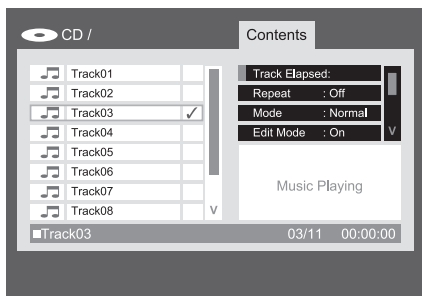 CD /
Contents
Track01
Track02
Track03 ✓
Track04
Track05
Track06
Track07
Track08
V
Track Elapsed:
Repeat : Off
Mode : Normal
Edit Mode : On
V
Music Playing
Track03 03/11 00:00:00